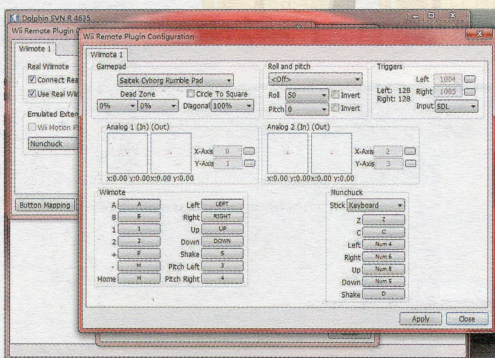 Dolphin SVN R 4635
Wii Remote Plugin
Wii Remote Plugin Configuration
Wiimote 1
Real Wiimote
Connect Rea
Use Real Wi
Emulated Exten
Wii Motion P
Nunchuck
Button Mapping
Wiimote 1
Gamepad
Saitek Cyborg Rumble Pad
Dead Zone
Circle To Square
0% 0% Diagonal 100%
Roll and pitch
<Off>
Roll 50 Invert
Pitch 0 Invert
Triggers
Left 1004
Left: 128
Right: 128
Right 1005
Input SDL
Analog 1 (In) (Out)
X-Axis 0
Y-Axis 1
x:0.00 y:0.00x:0.00 y:0.00
Analog 2 (In) (Out)
X-Axis 2
Y-Axis 3
x:0.00 y:0.00x:0.00 y:0.00
Wiimote
A A Left LEFT
B B Right RIGHT
1 1 Up UP
2 2 Down DOWN
+ P Shake S
- M Pitch Left 3
Home H Pitch Right 4
Nunchuck
Stick Keyboard
Z Z
C C
Left Num 4
Right Num 6
Up Num 8
Down Num 5
Shake D
Apply Close